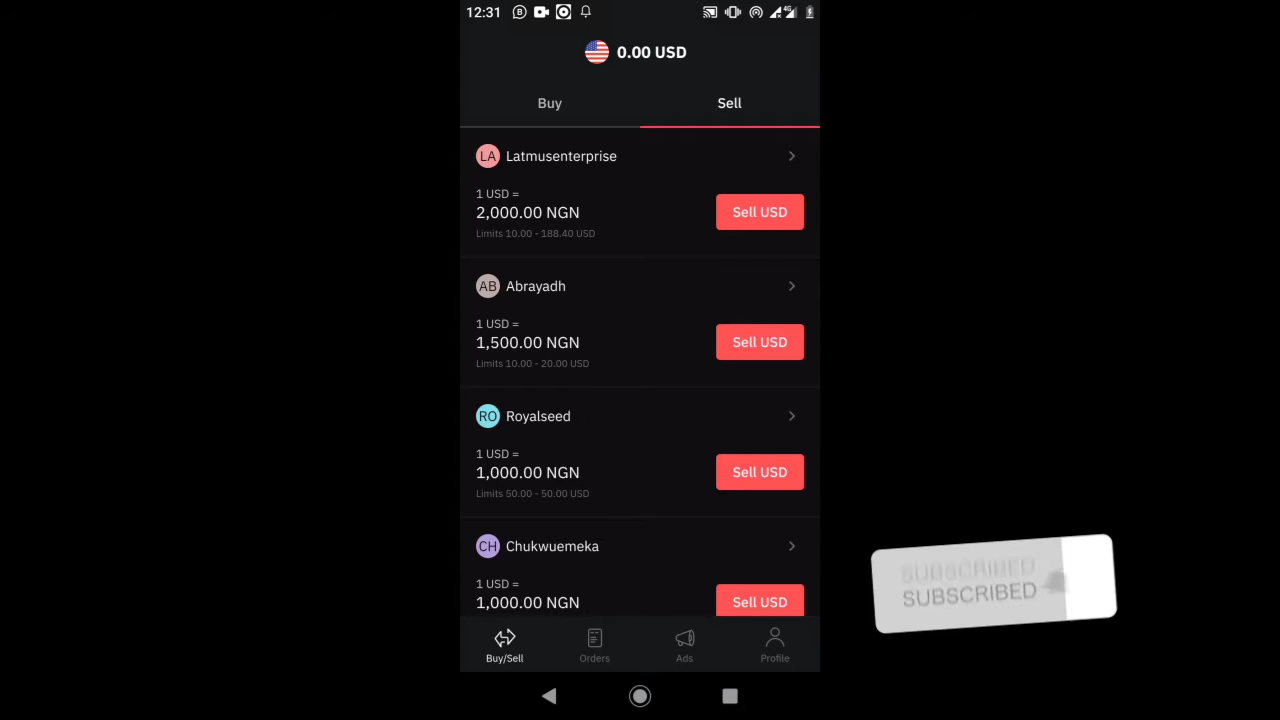 12:31
4G
0.00 USD
Buy
Sell
LA
Latmusenterprise
1 USD =
2,000.00 NGN
Limits 10.00 - 188.40 USD
Sell USD
AB
Abrayadh
1 USD =
1,500.00 NGN
Limits 10.00 - 20.00 USD
Sell USD
RO
Royalseed
1 USD =
1,000.00 NGN
Limits 50.00 - 50.00 USD
Sell USD
CH
Chukwuemeka
1 USD =
1,000.00 NGN
Sell USD
Buy/Sell
Orders
Ads
Profile
SUBSCRIBED
SUBSCRIBED